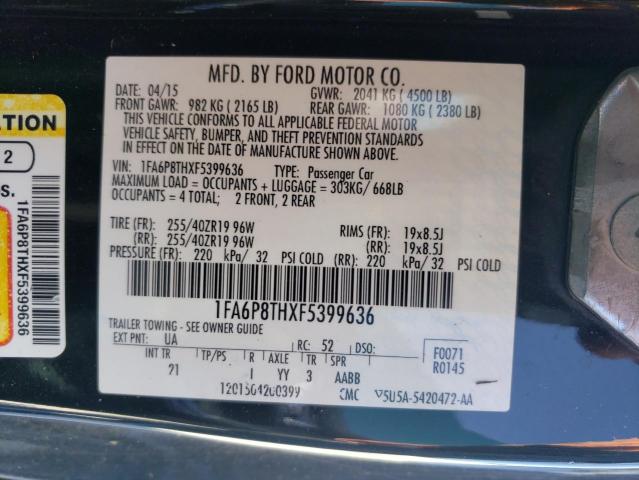 MFD. BY FORD MOTOR CO.
DATE: 04/15 GVWR: 2041 KG ( 4500 LB)
FRONT GAWR: 982 KG ( 2165 LB) REAR GAWR: 1080 KG ( 2380 LB)
THIS VEHICLE CONFORMS TO ALL APPLICABLE FEDERAL MOTOR
VEHICLE SAFETY, BUMPER, AND THEFT PREVENTION STANDARDS
IN EFFECT ON THE DATE OF MANUFACTURE SHOWN ABOVE.
VIN: 1FA6P8THXF5399636 TYPE: Passenger Car
MAXIMUM LOAD = OCCUPANTS + LUGGAGE = 303KG/ 668LB
OCCUPANTS = 4 TOTAL; 2 FRONT, 2 REAR
TIRE (FR): 255/40ZR19 96W RIMS (FR): 19x8.5J
(RR): 255/40ZR19 96W (RR): 19x8.5J
PRESSURE (FR): 220 kPa/ 32 PSI COLD (RR): 220 kPa/ 32 PSI COLD
1FA6P8THXF5399636
TRAILER TOWING - SEE OWNER GUIDE
EXT PNT: UA RC: 52 DSO: F0071
R0145
INT TR TP/PS R AXLE TR SPR
21 I YY 3 AABB
CMC
5U5A-5420472-AA
ATION
2
s.
1FA6P8THXF5399636